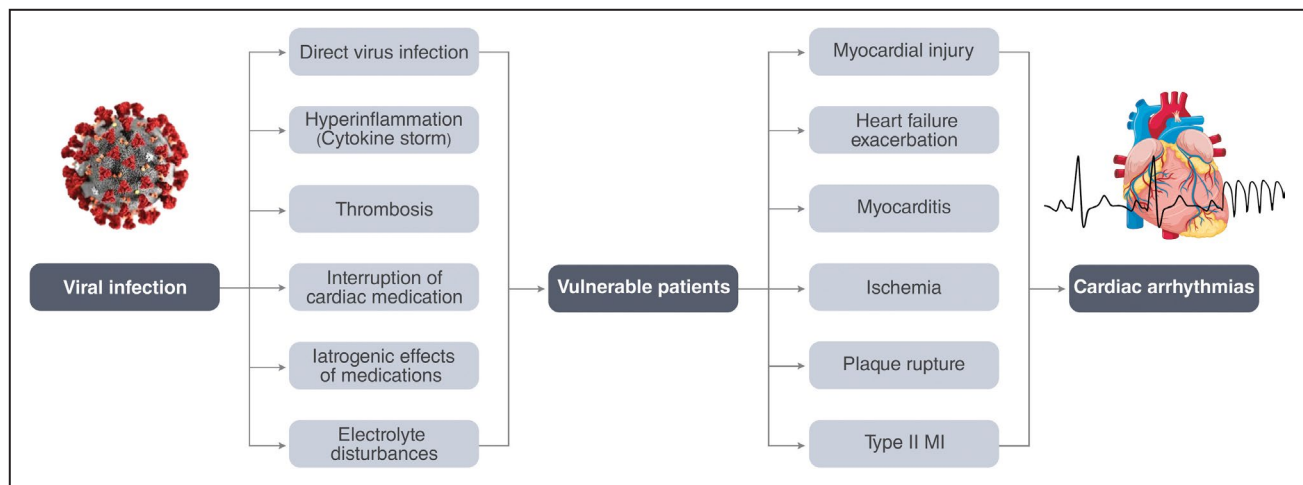 Viral infection
Direct virus infection
Hyperinflammation
(Cytokine storm)
Thrombosis
Interruption of
cardiac medication
Iatrogenic effects
of medications
Electrolyte
disturbances
Vulnerable patients
Myocardial injury
Heart failure
exacerbation
Myocarditis
Ischemia
Plaque rupture
Type II MI
Cardiac arrhythmias